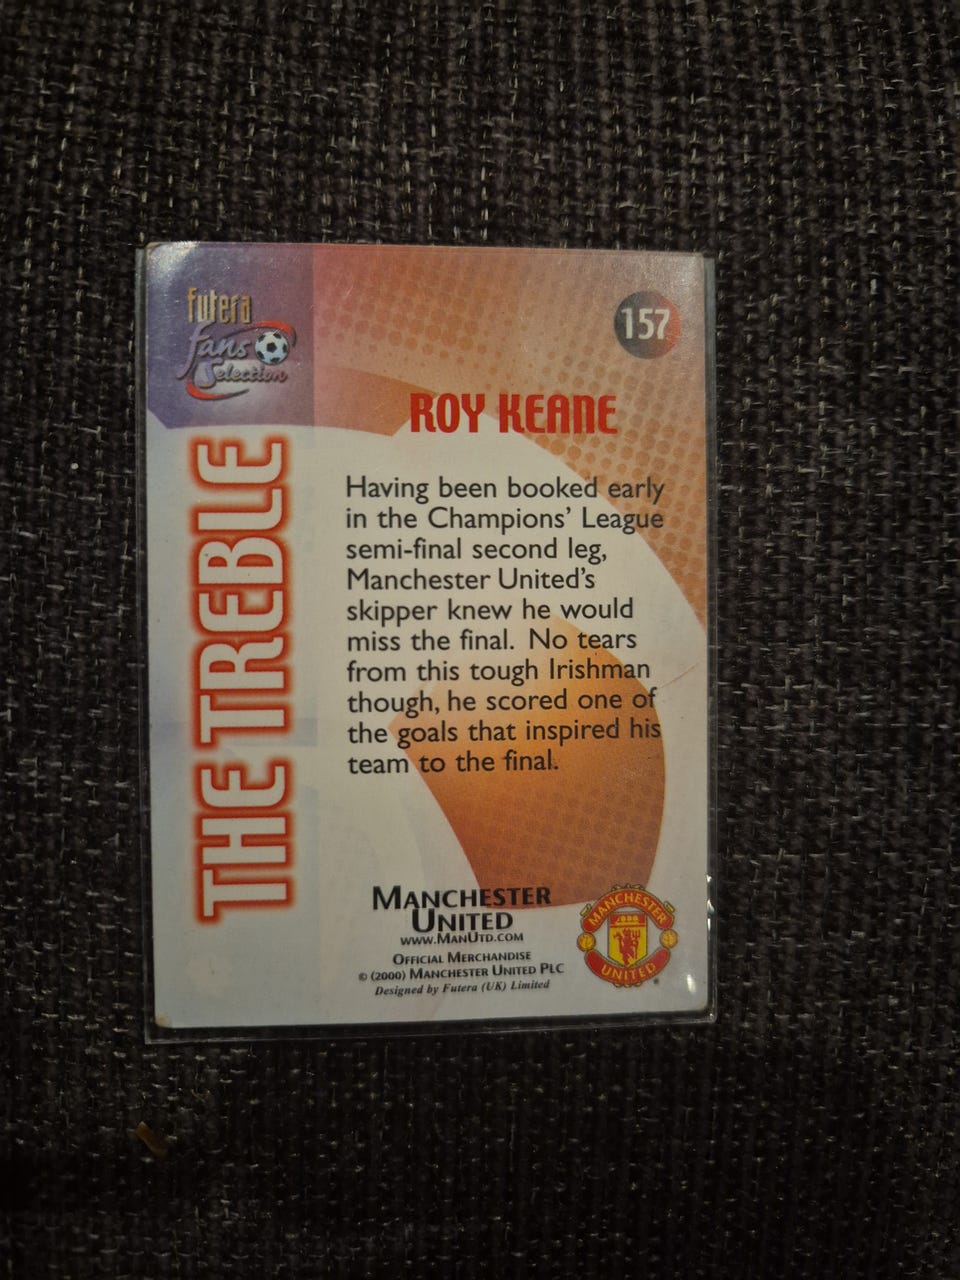 futera
fans
Selection
157
ROY KEANE
THE TREBLE
Having been booked early
in the Champions' League
semi-final second leg,
Manchester United's
skipper knew he would
miss the final. No tears
from this tough Irishman
though, he scored one of
the goals that inspired his
team to the final.
MANCHESTER
UNITED
WWW.MANUTD.COM
OFFICIAL MERCHANDISE
© (2000) MANCHESTER UNITED PLC
Designed by Futera (UK) Limited
MANCHESTER
UNITED